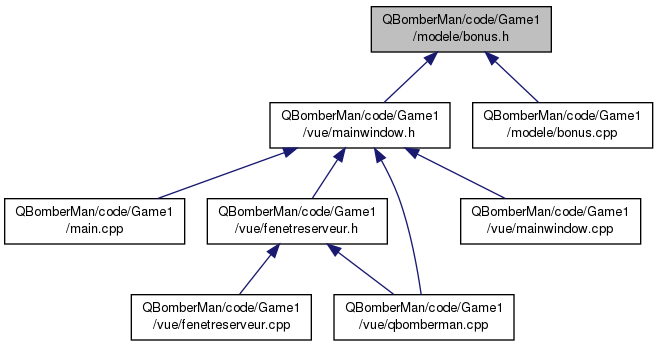 QBomberMan/code/Game1
/modele/bonus.h
QBomberMan/code/Game1
/vue/mainwindow.h
QBomberMan/code/Game1
/modele/bonus.cpp
QBomberMan/code/Game1
/main.cpp
QBomberMan/code/Game1
/vue/fenetreserveur.h
QBomberMan/code/Game1
/vue/mainwindow.cpp
QBomberMan/code/Game1
/vue/fenetreserveur.cpp
QBomberMan/code/Game1
/vue/qbomberman.cpp